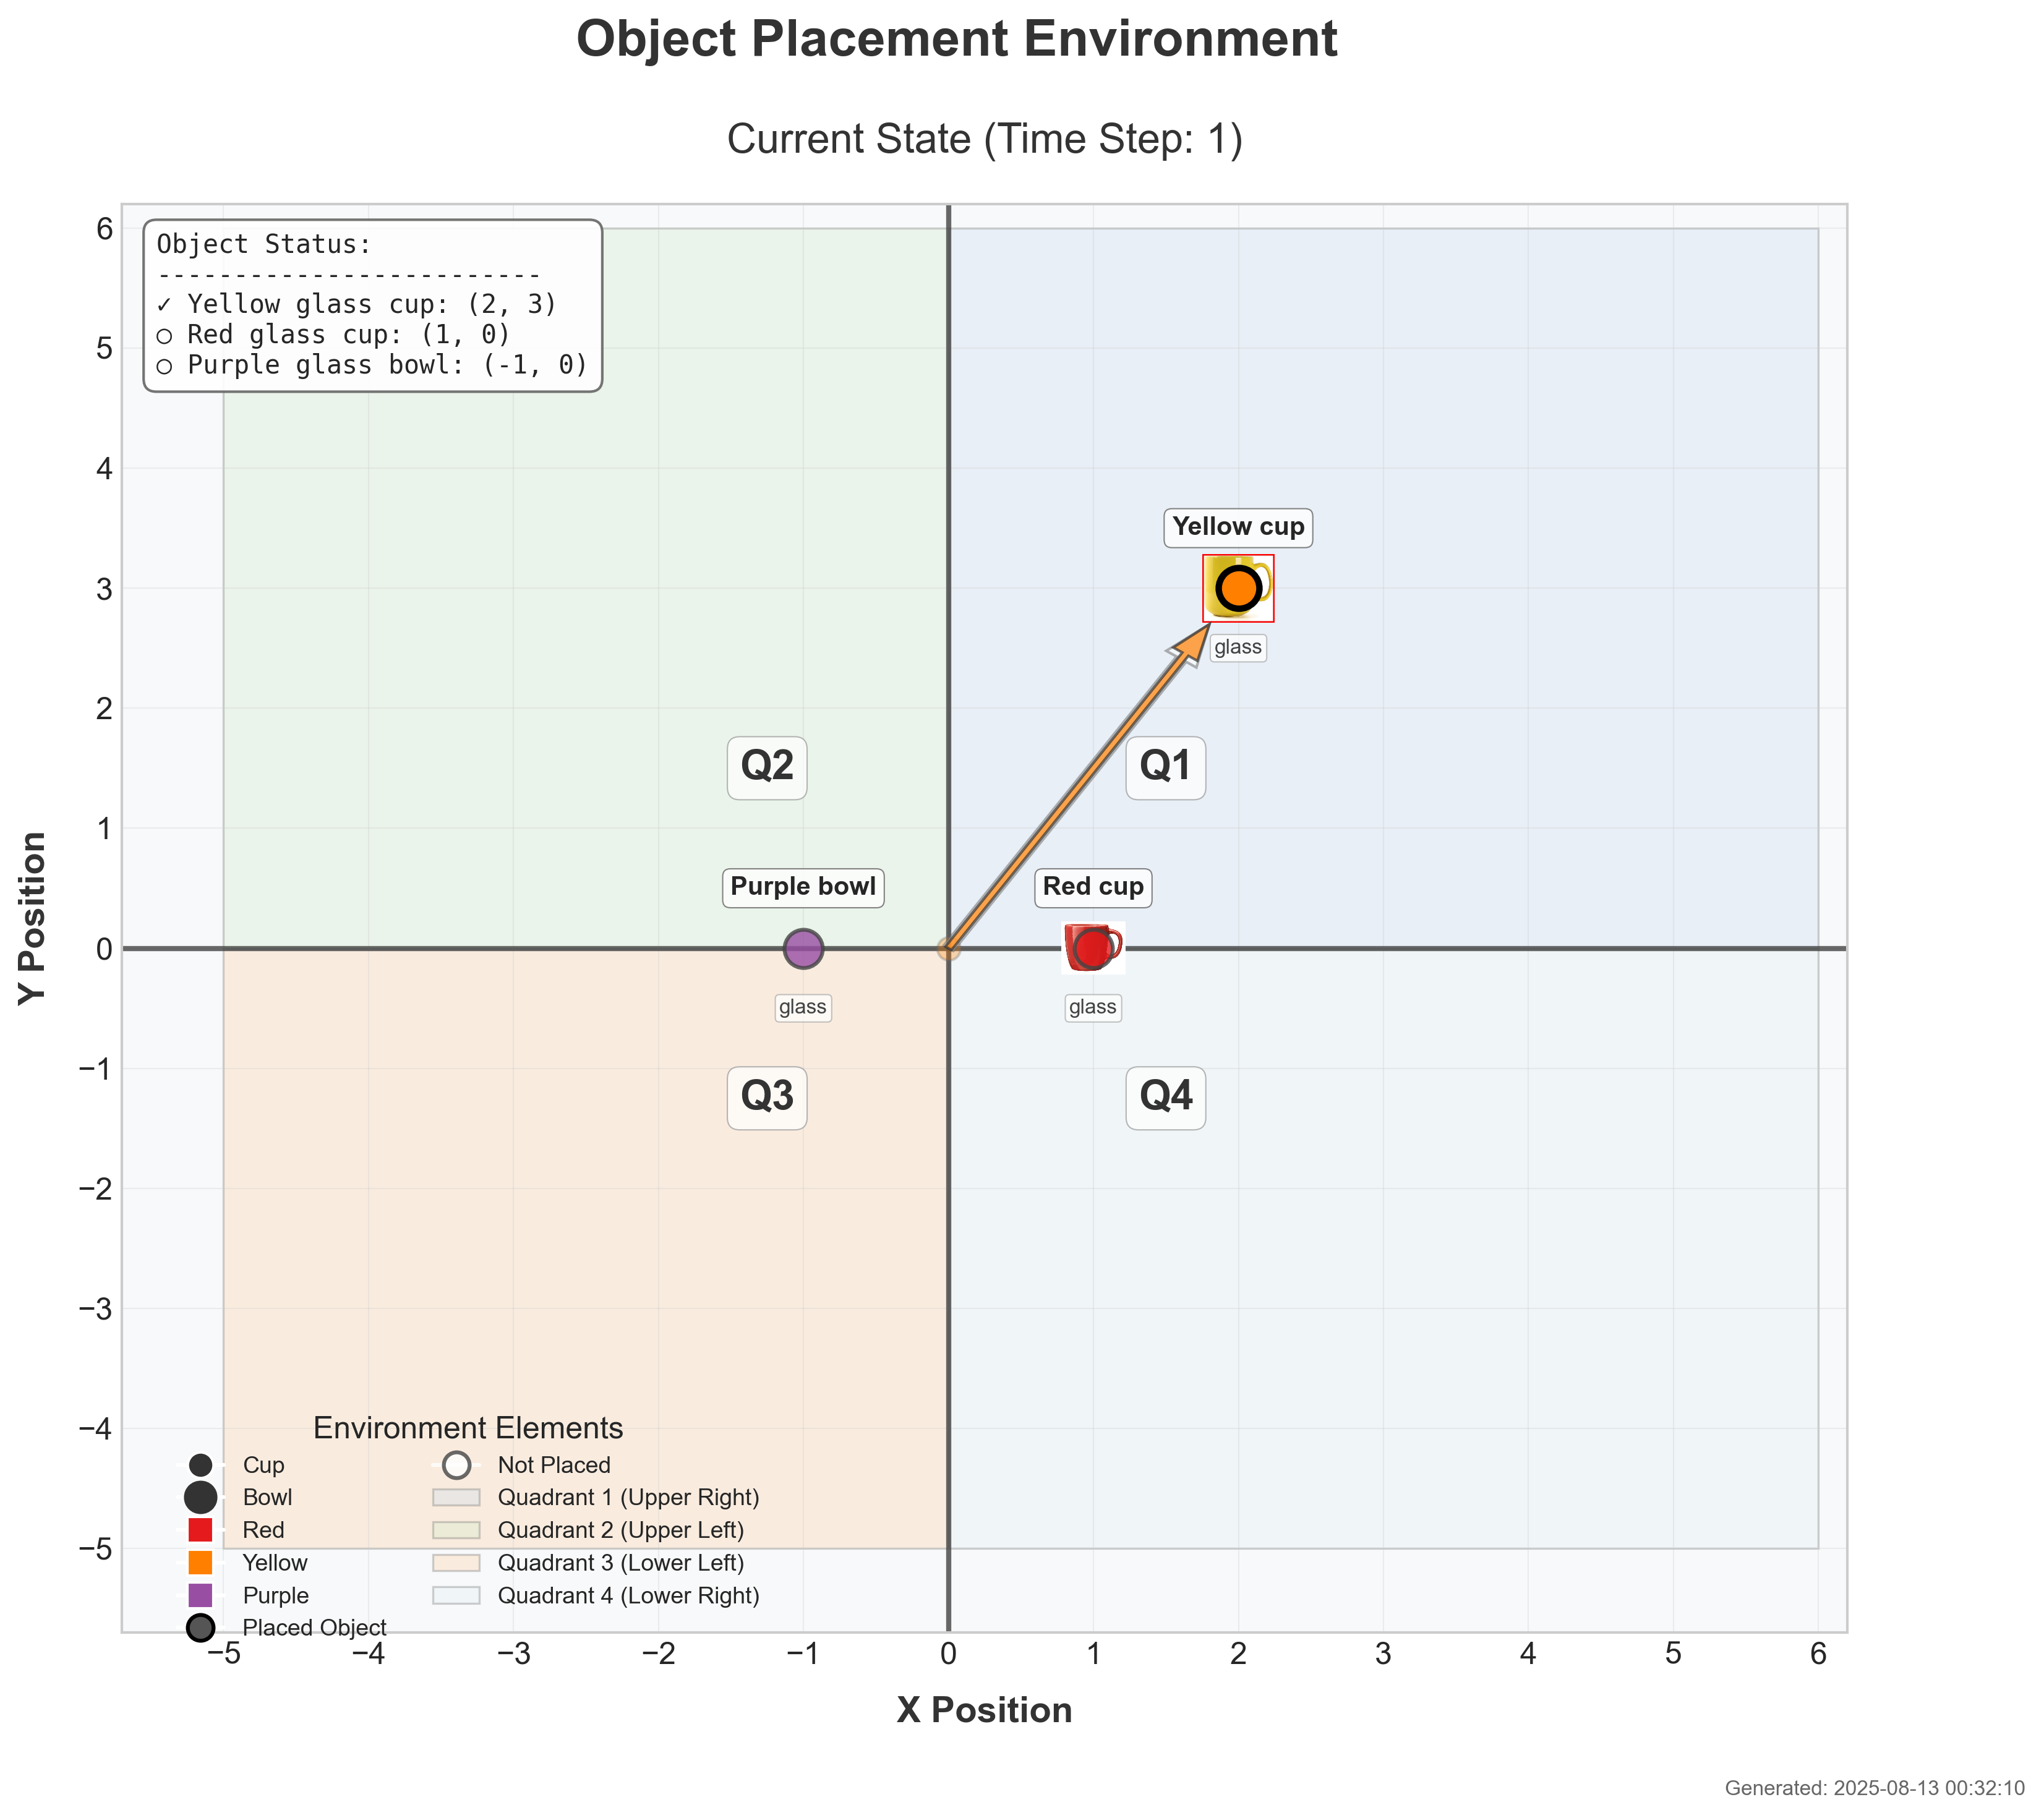 Object Placement Environment
Current State (Time Step: 1)
Object Status:
-------------------------
✓ Yellow glass cup: (2, 3)
○ Red glass cup: (1, 0)
○ Purple glass bowl: (-1, 0)
6
5
4
3
2
1
0
−1
−2
−3
−4
−5
Y Position
Yellow cup
glass
Q2
Q1
Purple bowl
Red cup
glass
glass
Q3
Q4
Environment Elements
Cup
Bowl
Red
Yellow
Purple
Placed Object
Not Placed
Quadrant 1 (Upper Right)
Quadrant 2 (Upper Left)
Quadrant 3 (Lower Left)
Quadrant 4 (Lower Right)
−5 −4 −3 −2 −1 0 1 2 3 4 5 6
X Position
Generated: 2025-08-13 00:32:10